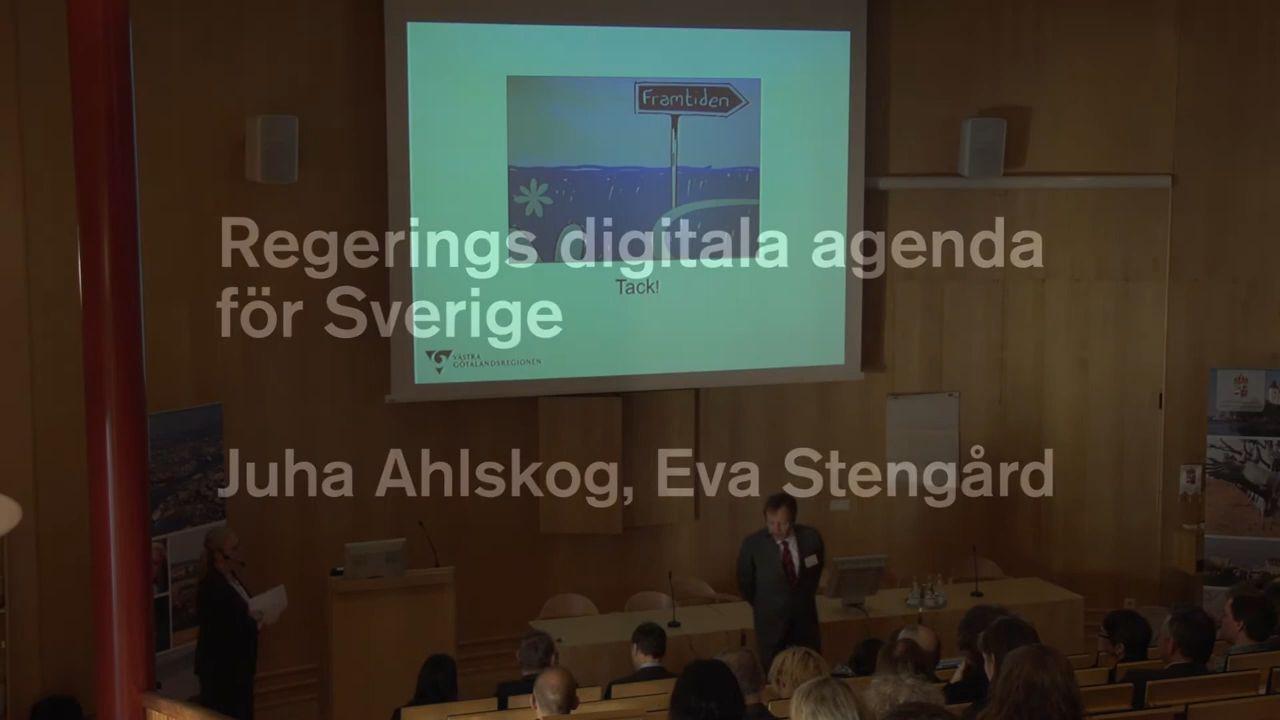 Framtiden
Regerings digitala agenda
för Sverige
Tack!
VÄSTRA
GÖTALANDSREGIONEN
Juha Ahlskog, Eva Stengård